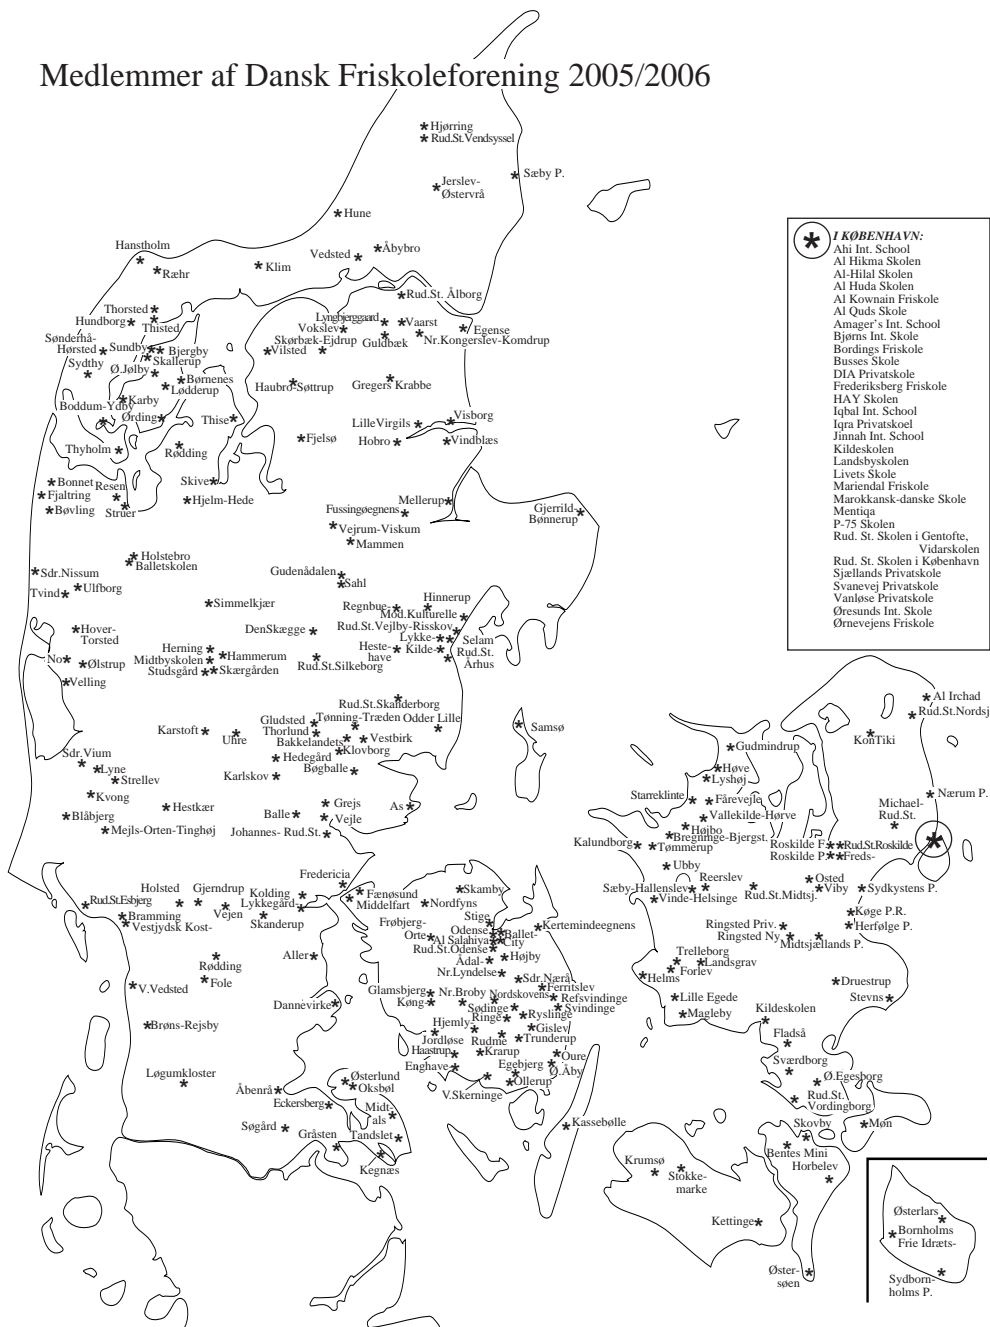 Medlemmer af Dansk Friskoleforening 2005/2006
Hjørring
Rud.St.Vendsyssel
Sæby P.
Jerslev-
Østervrå
Hune
Hanstholm
Ræhr
Klim
Vedsted
Åbybro
Rud.St. Ålborg
Thorsted
Hundborg
Thisted
Lyngbjerggaard
Vokslev
Vaarst
Egense
Skørbæk-Ejdrup
Guldbæk
Nr.Kongerslev-Komdrup
Sønderhå-
Hørsted
Sundby
Bjergby
Skallerup
Vilsted
Sydthy
Ø.Jølby
Børnenes
Lødderup
Haubro-Søttrup
Gregers Krabbe
Karby
Boddum-Ydby
Ørding
Thise
LilleVirgils
Visborg
Fjelsø
Hobro
Vindblæs
Thyholm
Rødding
Bonnet
Resen
Skive
Fjaltring
Hjelm-Hede
Bøvling
Struer
Mellerup
Fussingøegnens
Gjerrild-
Bønnerup
Vejrum-Viskum
Mammen
Holstebro
Balletskolen
Sdr.Nissum
Ulfborg
Tvind
Gudenådalen
Sahl
Simmelkjær
Regnbue-
Hinnerup
Mod.Kulturelle
Hover-
Torsted
DenSkægge
Rud.St.Vejlby-Risskov
Lykke-
Selam
No
Ølstrup
Velling
Herning
Midtbyskolen
Studsgård
Hammerum
Skærgården
Rud.St.Silkeborg
Heste-
have
Kilde-
Rud.St.
Århus
Rud.St.Skanderborg
Karstoft
Uhre
Gludsted
Tønning-Træden
Odder Lille
Thorlund
Bakkelandets
Vestbirk
Klovborg
Samsø
Sdr.Vium
Lyne
Strellev
Hedegård
Bøgballe
Karlskov
Kvong
Hestkær
Blåbjerg
Mejls-Orten-Tinghøj
Balle
Grejs
Vejle
As
Johannes- Rud.St.
Fredericia
Rud.St.Esbjerg
Holsted
Gjerndrup
Kolding
Fænøsund
Middelfart
Skamby
Nordfyns
Bramming
Vestjydsk Kost-
Vejen
Lykkegård-
Skanderup
Frøbjerg-
Orte
Stige
Odense
Ballet-
City
Al Salahiya
Rud.St.Odense
Kertemindeegnens
Rødding
Aller
Ådal-
Højby
Nr.Lyndelse
Sdr.Nærå
V.Vedsted
Fole
Dannevirke
Glamsbjerg
Køng
Nr.Broby
Nordskovens
Ferritslev
Refsvindinge
Svindinge
Sødinge
Ringe
Ryslinge
Gislev
Brøns-Rejsby
Hjemly-
Jordløse
Rudme
Trunderup
Haastrup
Krarup
Oure
Enghave
Egebjerg
Ø.Åby
Løgumkloster
Østerlund
Oksbøl
V.Skerninge
Ollerup
Åbenrå
Eckersberg
Midt-
als
Søgård
Gråsten
Tandslet
Kegnæs
Kassebølle
I KØBENHAVN:
Ahi Int. School
Al Hikma Skolen
Al-Hilal Skolen
Al Huda Skolen
Al Kownain Friskole
Al Quds Skole
Amager's Int. School
Bjørns Int. Skole
Bordings Friskole
Busses Skole
DIA Privatskole
Frederiksberg Friskole
HAY Skolen
Iqbal Int. School
Iqra Privatskoel
Jinnah Int. School
Kildeskolen
Landsbyskolen
Livets Skole
Mariendal Friskole
Marokkansk-danske Skole
Mentiqa
P-75 Skolen
Rud. St. Skolen i Gentofte,
Vidarskolen
Rud. St. Skolen i København
Sjællands Privatskole
Svanevej Privatskole
Vanløse Privatskole
Øresunds Int. Skole
Ørnevejens Friskole
Al Irchad
Rud.St.Nordsj
KonTiki
Gudmindrup
Høve
Lyshøj
Starreklinte
Fårevejle
Nærum P.
Vallekilde-Hørve
Michael-
Rud.St.
Højbo
Bregninge-Bjergst.
Kalundborg
Tømmerup
Roskilde F.
Rud.St.Roskilde
Roskilde P.
Freds-
Ubby
Sæby-Hallenslev
Reerslev
Osted
Viby
Sydkystens P.
Vinde-Helsinge
Rud.St.Midtsj.
Køge P.R.
Ringsted Priv.
Herfølge P.
Ringsted Ny
Midtsjællands P.
Trelleborg
Landsgrav
Forlev
Helms
Druestrup
Lille Egede
Stevns
Magleby
Kildeskolen
Fladså
Sværdborg
Ø.Egesborg
Rud.St.
Vordingborg
Skovby
Møn
Bentes Mini
Horbelev
Krumsø
Stokke-
marke
Kettinge
Øster-
søen
Østerlars
Bornholms
Frie Idræts-
Sydborn-
holms P.